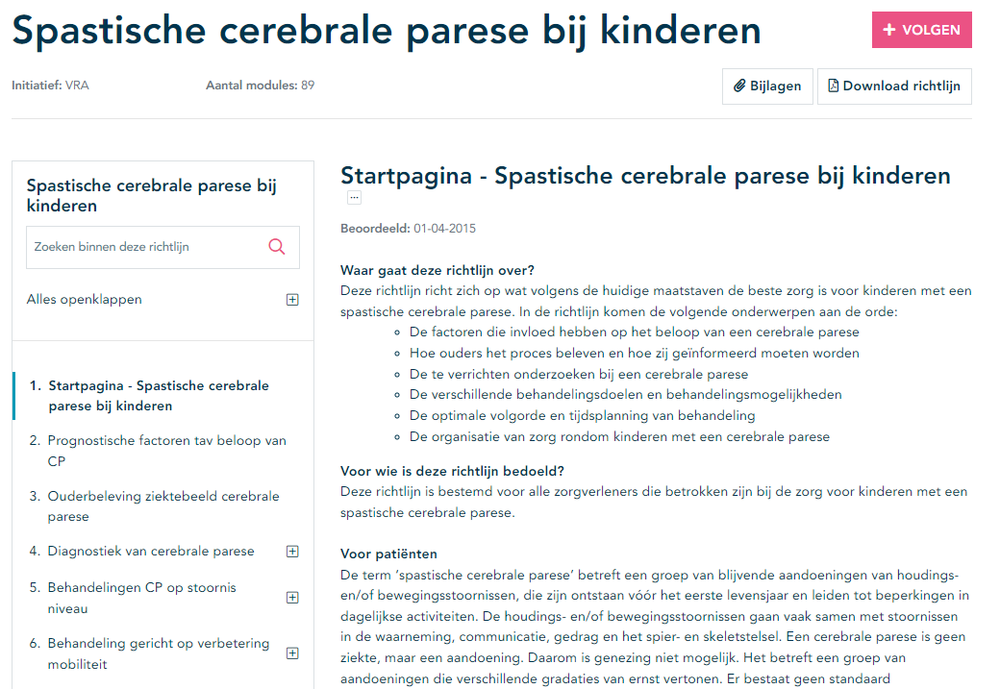 Spastische cerebrale parese bij kinderen
+ VOLGEN
Initiatief: VRA
Aantal modules: 89
Bijlagen
Download richtlijn
Spastische cerebrale parese bij
kinderen
Zoeken binnen deze richtlijn
Alles openklappen
1. Startpagina - Spastische cerebrale
parese bij kinderen
2. Prognostische factoren tav beloop van
CP
3. Ouderbeleving ziektebeeld cerebrale
parese
4. Diagnostiek van cerebrale parese
5. Behandelingen CP op stoornis
niveau
6. Behandeling gericht op verbetering
mobiliteit
Startpagina - Spastische cerebrale parese bij kinderen
...
Beoordeeld: 01-04-2015
Waar gaat deze richtlijn over?
Deze richtlijn richt zich op wat volgens de huidige maatstaven de beste zorg is voor kinderen met een
spastische cerebrale parese. In de richtlijn komen de volgende onderwerpen aan de orde:
De factoren die invloed hebben op het beloop van een cerebrale parese
Hoe ouders het proces beleven en hoe zij geïnformeerd moeten worden
De te verrichten onderzoeken bij een cerebrale parese
De verschillende behandelingsdoelen en behandelingsmogelijkheden
De optimale volgorde en tijdsplanning van behandeling
De organisatie van zorg rondom kinderen met een cerebrale parese
Voor wie is deze richtlijn bedoeld?
Deze richtlijn is bestemd voor alle zorgverleners die betrokken zijn bij de zorg voor kinderen met een
spastische cerebrale parese.
Voor patiënten
De term ‘spastische cerebrale parese’ betreft een groep van blijvende aandoeningen van houdings-
en/of bewegingsstoornissen, die zijn ontstaan vóór het eerste levensjaar en leiden tot beperkingen in
dagelijkse activiteiten. De houdings- en/of bewegingsstoornissen gaan vaak samen met stoornissen
in de waarneming, communicatie, gedrag en het spier- en skeletstelsel. Een cerebrale parese is geen
ziekte, maar een aandoening. Daarom is genezing niet mogelijk. Het betreft een groep van
aandoeningen die verschillende gradaties van ernst vertonen. Er bestaat geen standaard